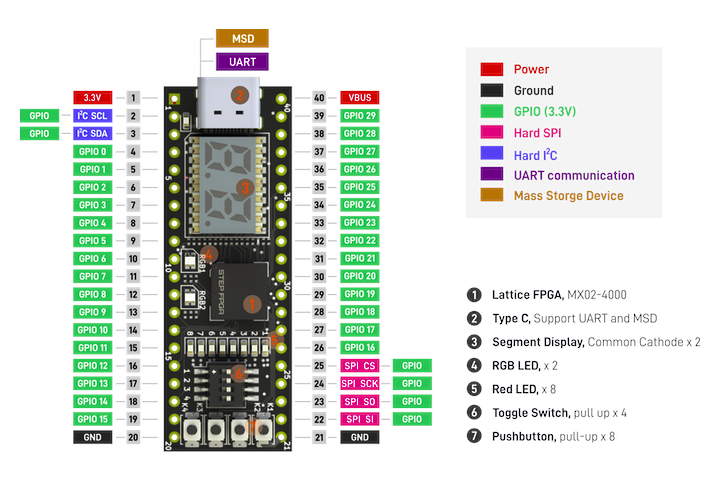 MSD
UART
3.3V 1 40 VBUS
GPIO I²C SCL 2 39 GPIO 29
GPIO I²C SDA 3 38 GPIO 28
GPIO 0 4 37 GPIO 27
GPIO 1 5 36 GPIO 26
GPIO 2 6 35 GPIO 25
GPIO 3 7 34 GPIO 24
GPIO 4 8 33 GPIO 23
GPIO 5 9 32 GPIO 22
GPIO 6 10 31 GPIO 21
GPIO 7 11 30 GPIO 20
GPIO 8 12 29 GPIO 19
GPIO 9 13 28 GPIO 18
GPIO 10 14 27 GPIO 17
GPIO 11 15 26 GPIO 16
GPIO 12 16 25 SPI CS GPIO
GPIO 13 17 24 SPI SCK GPIO
GPIO 14 18 23 SPI SO GPIO
GPIO 15 19 22 SPI SI GPIO
GND 20 21 GND
1 40
5 35
10 30
15 25
20 21
2
3
4
RGB1
RGB2
STEP FPGA
1
8 7 6 5 4 3 2 1
1
2
3
4
K4 K3 K2 K1
Power
Ground
GPIO (3.3V)
Hard SPI
Hard I²C
UART communication
Mass Storge Device
1 Lattice FPGA, MX02-4000
2 Type C, Support UART and MSD
3 Segment Display, Common Cathode x 2
4 RGB LED, x 2
5 Red LED, x 8
6 Toggle Switch, pull up x 4
7 Pushbutton, pull-up x 8